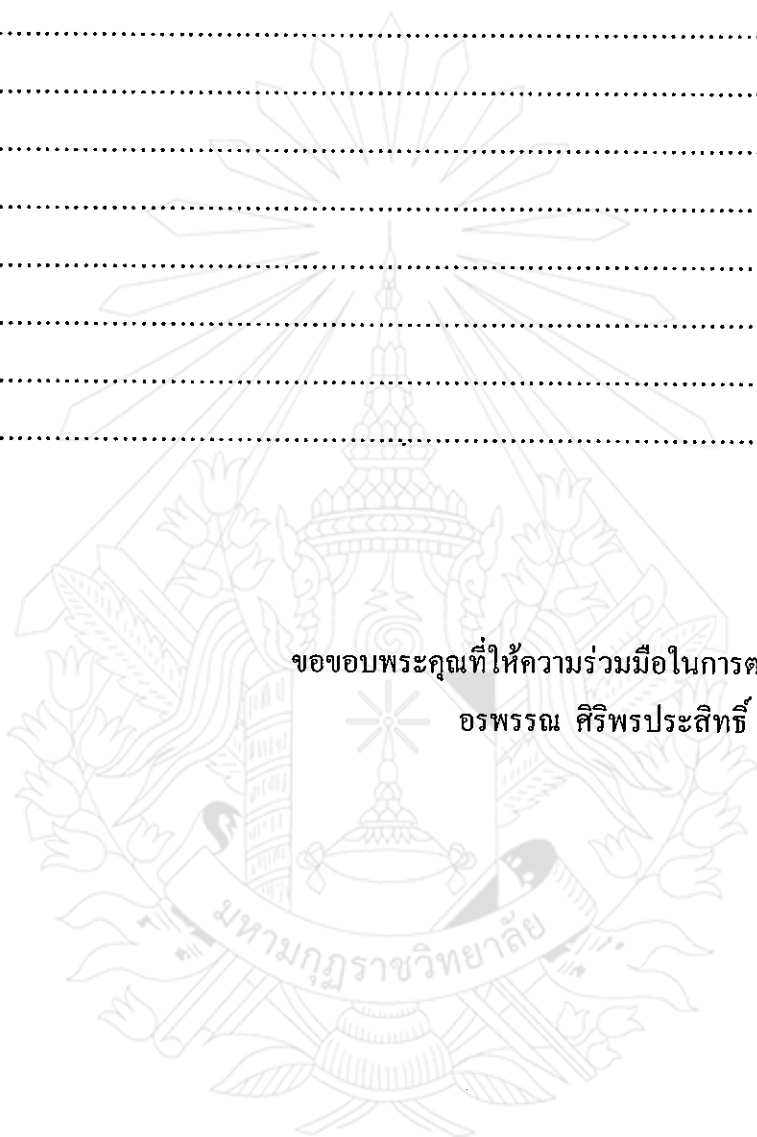 ขอขอบพระคุณที่ให้ความร่วมมือในการต
อรพรรณ ศิริพรประสิทธิ์
มหามกุฏราชวิทยาลัย